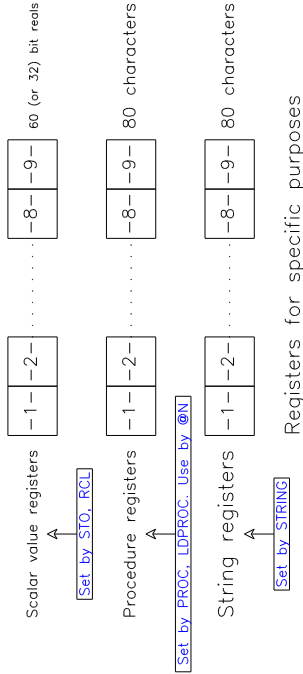 Scalar value registers -1- -2- . . . . . . . . -8- -9- 60 (or 32) bit reals
Set by STO, RCL
Procedure registers -1- -2- . . . . . . . . -8- -9- 80 characters
Set by PROC, LDPROC. Use by @N
String registers -1- -2- . . . . . . . . -8- -9- 80 characters
Set by STRING
Registers for specific purposes